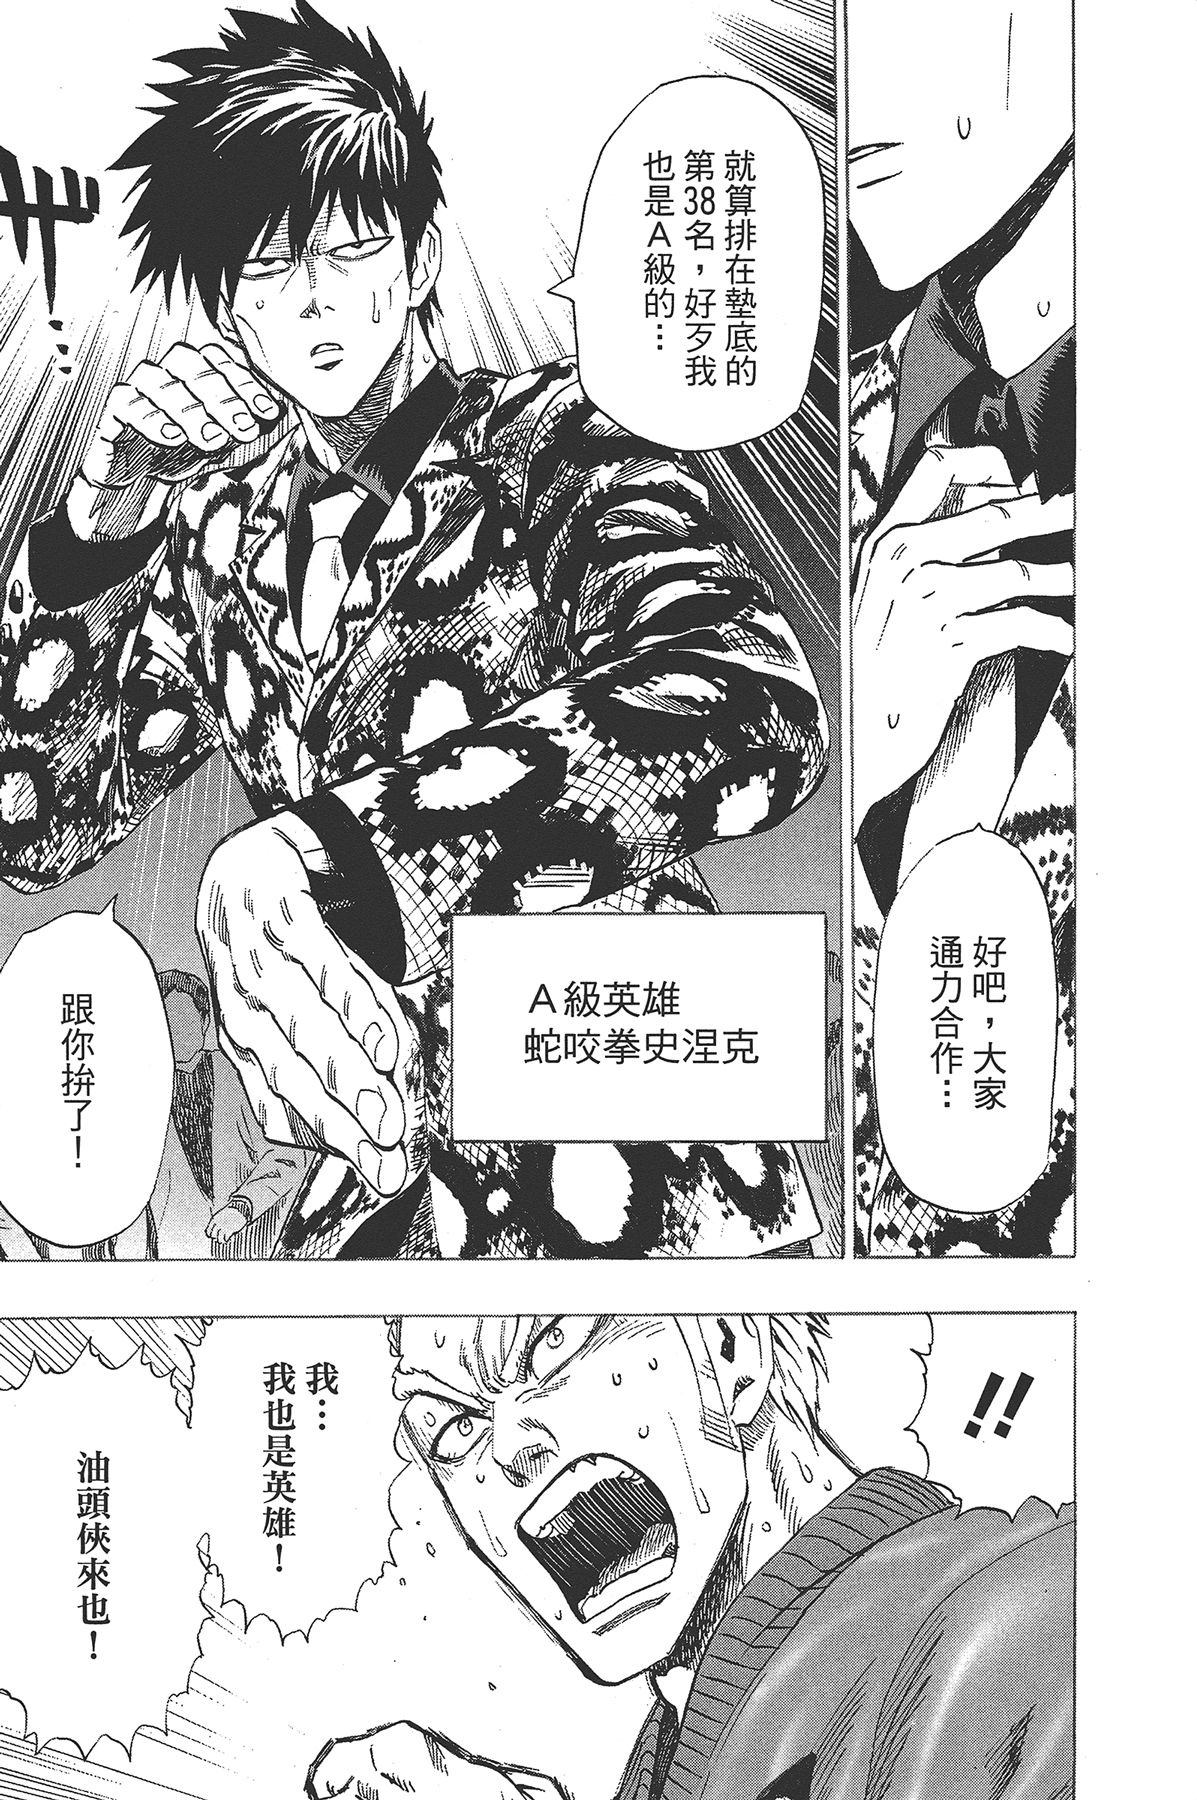 好吧，大家
通力合作…
就算排在墊底的
第38名，好歹我
也是Ａ級的…
Ａ級英雄
蛇咬拳史涅克
跟你拚了！
!!
我…
我也是英雄！
油頭俠來也！